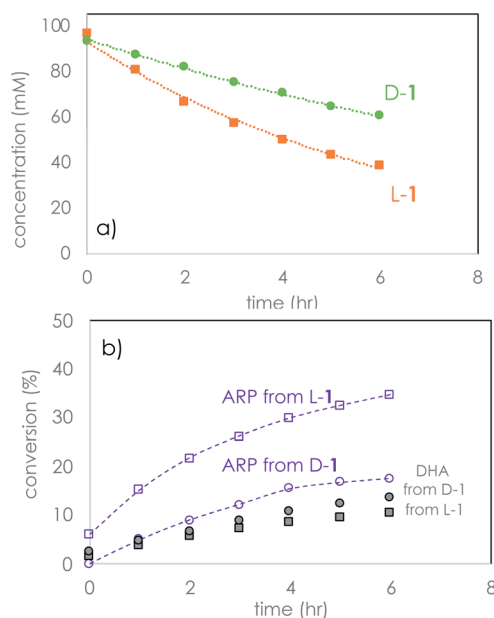 100
80
60
40
20
0
concentration (mM)
D-1
L-1
a)
0
2
4
6
8
time (hr)
50
40
30
20
10
0
conversion (%)
b)
ARP from L-1
ARP from D-1
DHA
from D-1
from L-1
0
2
4
6
8
time (hr)